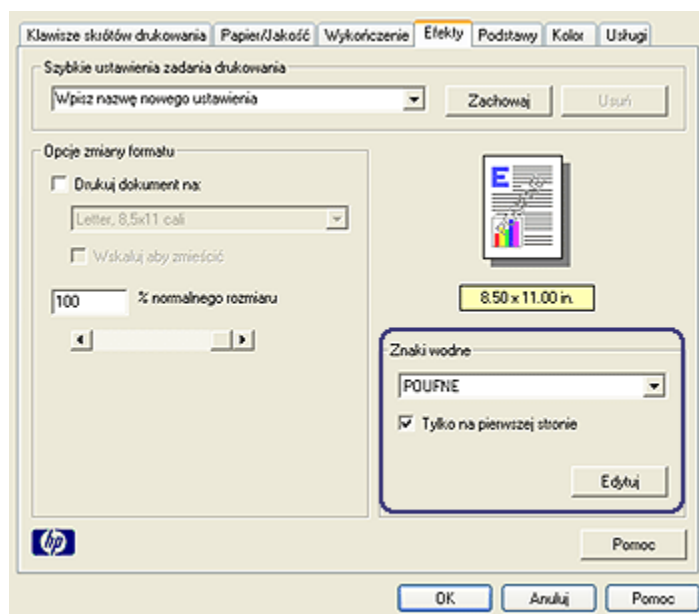 Klawisze skrótów drukowania Papier/Jakość Wykończenie Efekty Podstawy Kolor Usługi
Szybkie ustawienia zadania drukowania
Wpisz nazwę nowego ustawienia Zachowaj Usuń
Opcje zmiany formatu
Drukuj dokument na:
Letter, 8,5x11 cali
Wskaluj aby zmieścić
100 % normalnego rozmiaru
E
8.50 x 11.00 in.
Znaki wodne
POUFNE
Tylko na pierwszej stronie
Edytuj
hp
Pomoc
OK Anuluj Pomoc